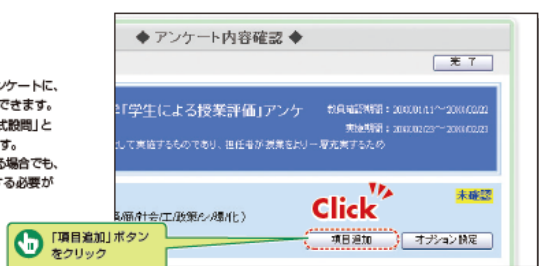 ◆ アンケート内容確認 ◆
完 了
ンケートに、
できます。
式設問」と
す。
る場合でも、
する必要が
「学生による授業評価」アンケ
教員確認期間：
実施期間：
して実施するものであり、担任者が授業をより一層充実するため
未確認
Click
項目追加
オプション設定
「項目追加」ボタン
をクリック